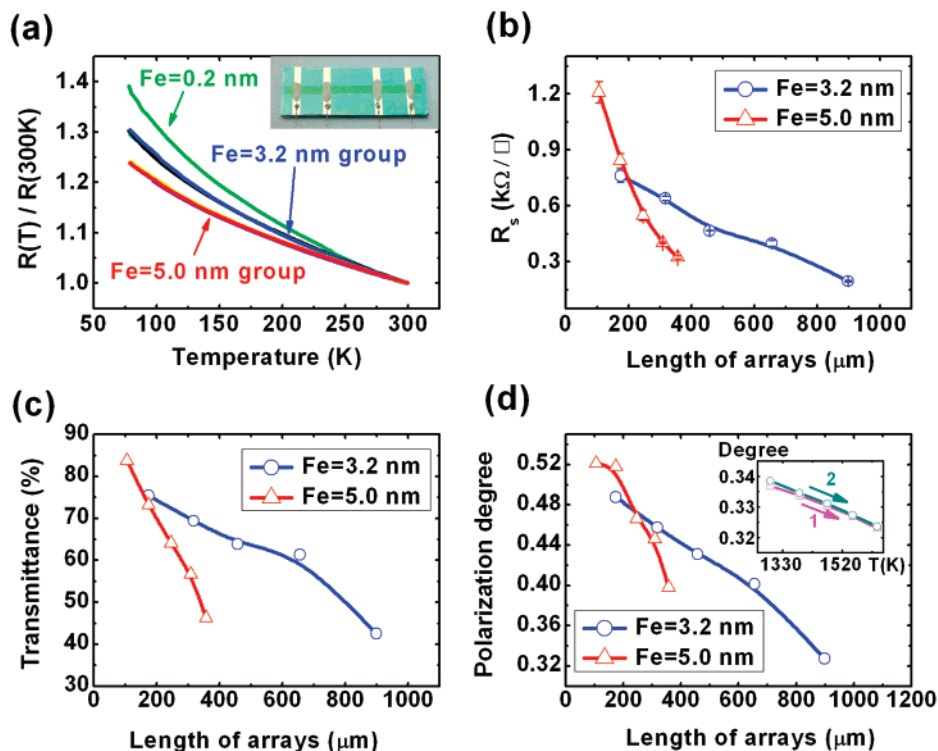 (a)
Fe=0.2 nm
Fe=3.2 nm group
Fe=5.0 nm group
1.4
1.3
1.2
1.1
1.0
R(T) / R(300K)
50 100 150 200 250 300
Temperature (K)
(b)
Fe=3.2 nm
Fe=5.0 nm
1.2
0.9
0.6
0.3
Rs (kΩ / □)
0 200 400 600 800 1000
Length of arrays (μm)
(c)
Fe=3.2 nm
Fe=5.0 nm
90
80
70
60
50
40
30
Transmittance (%)
0 200 400 600 800 1000
Length of arrays (μm)
(d)
Degree
0.34
0.33
0.32
2
1
1330 1520 T(K)
Fe=3.2 nm
Fe=5.0 nm
0.52
0.48
0.44
0.40
0.36
0.32
Polarization degree
0 200 400 600 800 1000 1200
Length of arrays (μm)